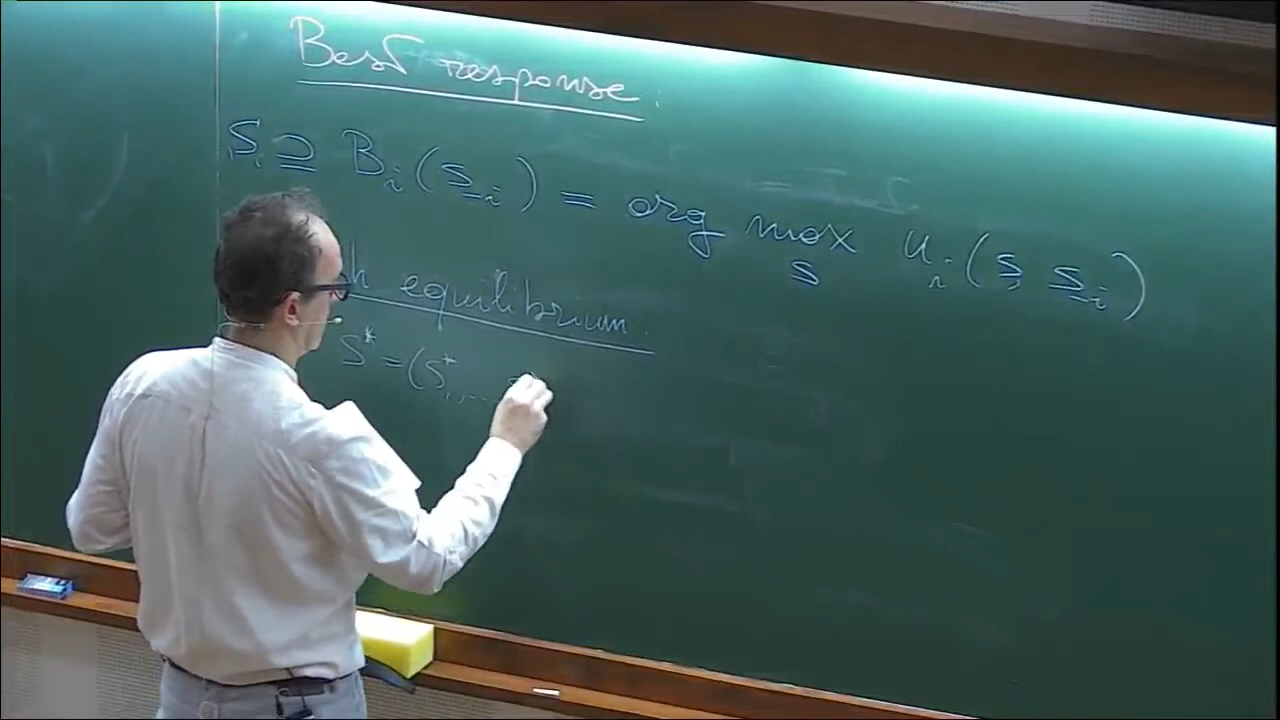 Best response:
S_i ⊇ B_i(s_{-i}) = arg max_s u_i(s, s_{-i})
h equilibrium.
S* = (S*_1, ...